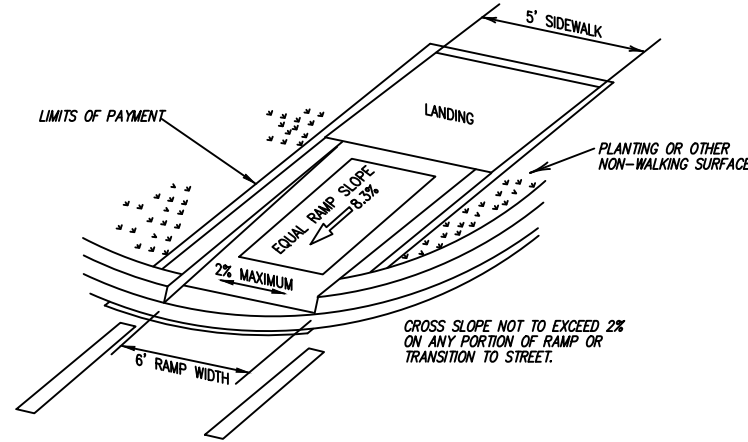 5' SIDEWALK
LIMITS OF PAYMENT
LANDING
PLANTING OR OTHER
NON-WALKING SURFACE
EQUAL RAMP SLOPE
8.3%
2% MAXIMUM
CROSS SLOPE NOT TO EXCEED 2%
ON ANY PORTION OF RAMP OR
TRANSITION TO STREET.
6' RAMP WIDTH